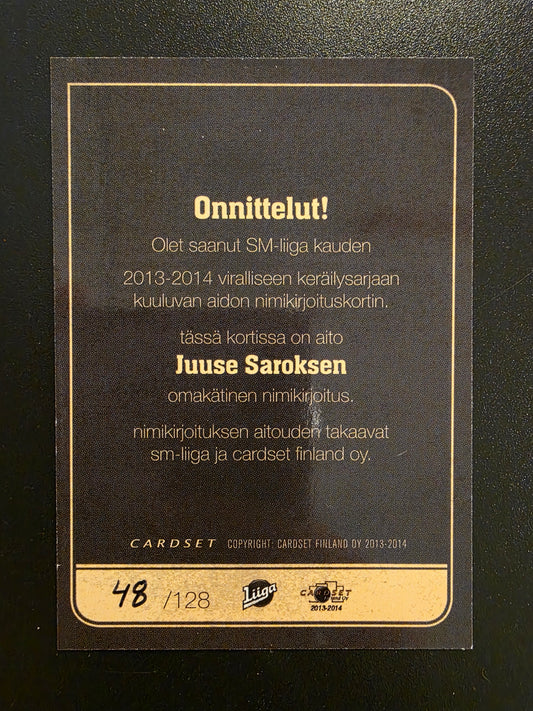 Onnittelut!
Olet saanut SM-liiga kauden
2013-2014 viralliseen keräilysarjaan
kuuluvan aidon nimikirjoituskortin.
tässä kortissa on aito
Juuse Saroksen
omakätinen nimikirjoitus.
nimikirjoituksen aitouden takaavat
sm-liiga ja cardset finland oy.
CARDSET COPYRIGHT: CARDSET FINLAND OY 2013-2014
48 /128
Liiga
CARDSET
2013-2014